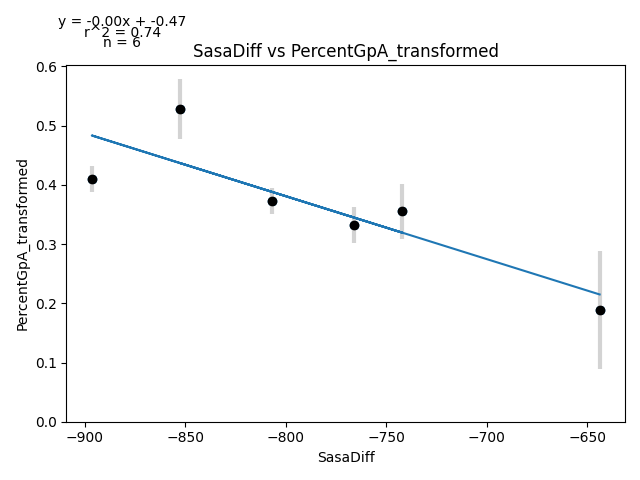 y = -0.00x + -0.47
r^2 = 0.74
n = 6
SasaDiff vs PercentGpA_transformed
PercentGpA_transformed
0.6
0.5
0.4
0.3
0.2
0.1
0.0
−900
−850
−800
−750
−700
−650
SasaDiff